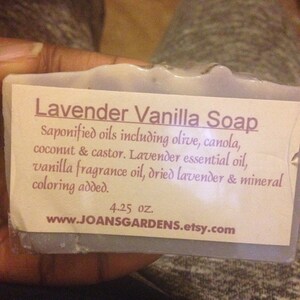 Lavender Vanilla Soap
Saponified oils including olive, canola,
coconut & castor. Lavender essential oil,
vanilla fragrance oil, dried lavender & mineral
coloring added.
4.25 oz.
www.JOANSGARDENS.etsy.com